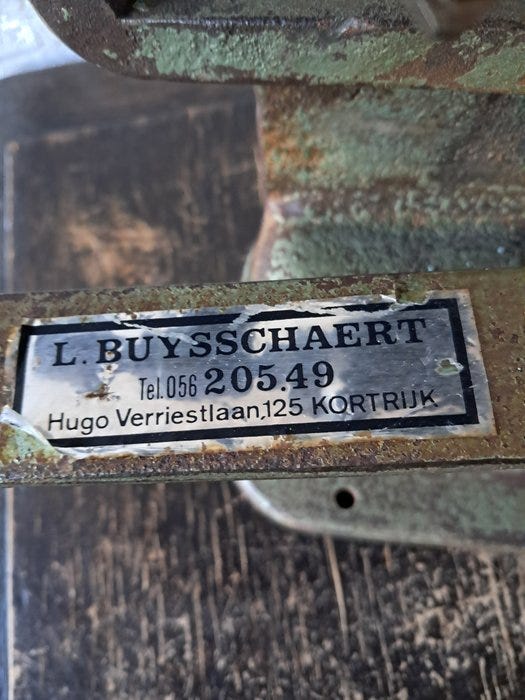 L. BUYSSCHAERT
Tel.056 205.49
Hugo Verriestlaan,125 KORTRIJK